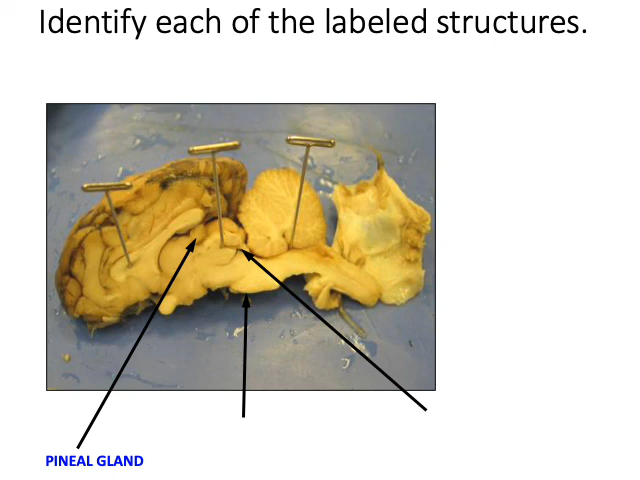 Identify each of the labeled structures.
PINEAL GLAND